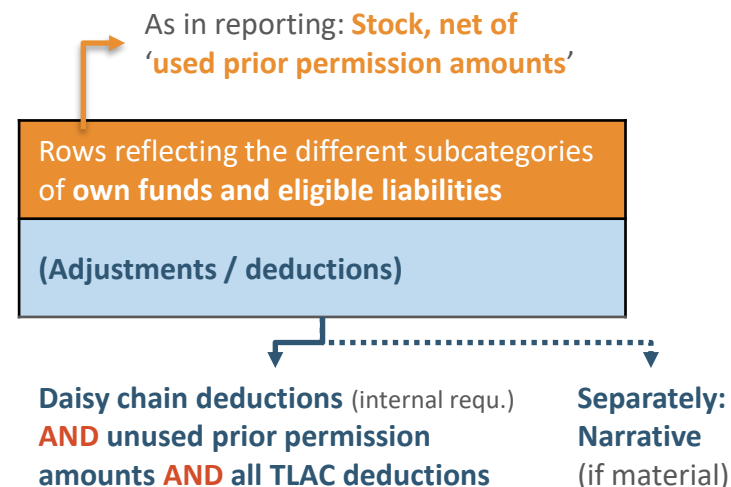 As in reporting: Stock, net of
‘used prior permission amounts’
Rows reflecting the different subcategories
of own funds and eligible liabilities
(Adjustments / deductions)
Daisy chain deductions (internal requ.)
AND unused prior permission
amounts AND all TLAC deductions
Separately:
Narrative
(if material)